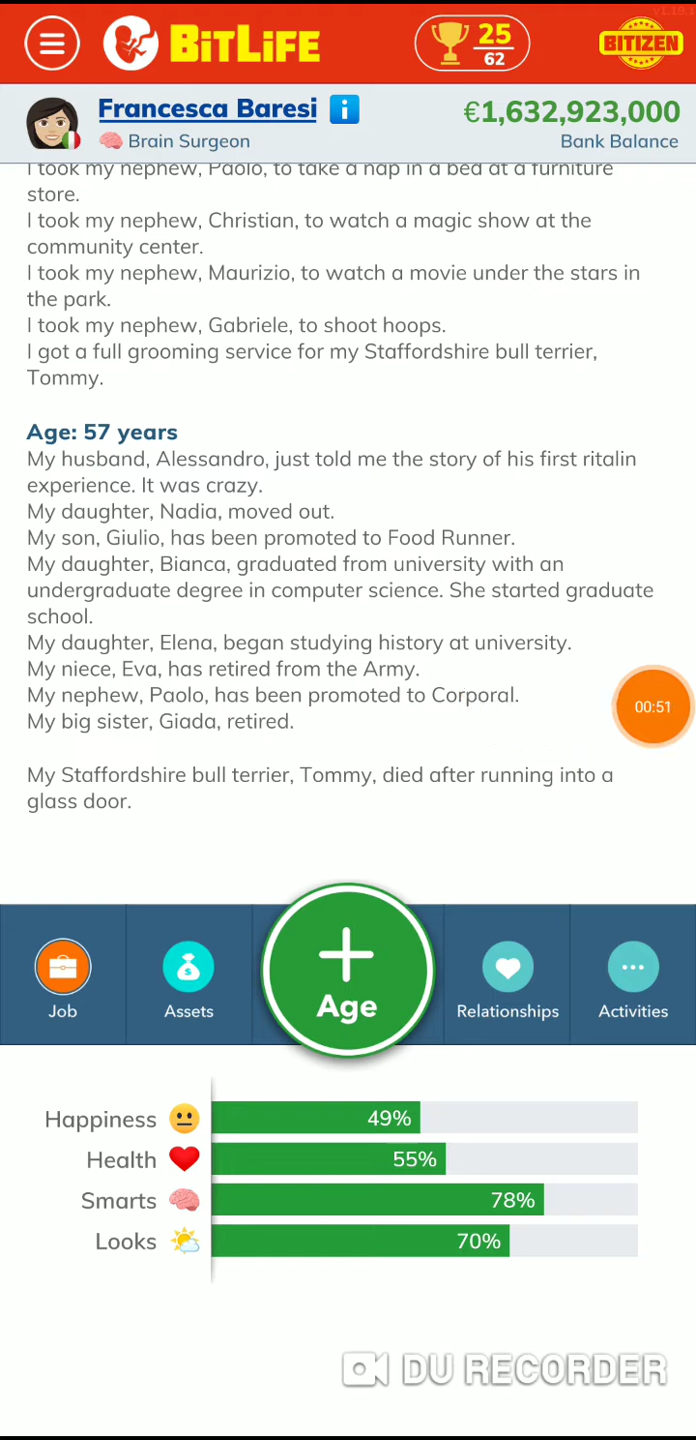 v1.19.1
BitLiFE
25
62
BITIZEN
Francesca Baresi i
€1,632,923,000
Brain Surgeon
Bank Balance
I took my nephew, Paolo, to take a nap in a bed at a furniture
store.
I took my nephew, Christian, to watch a magic show at the
community center.
I took my nephew, Maurizio, to watch a movie under the stars in
the park.
I took my nephew, Gabriele, to shoot hoops.
I got a full grooming service for my Staffordshire bull terrier,
Tommy.
Age: 57 years
My husband, Alessandro, just told me the story of his first ritalin
experience. It was crazy.
My daughter, Nadia, moved out.
My son, Giulio, has been promoted to Food Runner.
My daughter, Bianca, graduated from university with an
undergraduate degree in computer science. She started graduate
school.
My daughter, Elena, began studying history at university.
My niece, Eva, has retired from the Army.
My nephew, Paolo, has been promoted to Corporal.
My big sister, Giada, retired.
00:51
My Staffordshire bull terrier, Tommy, died after running into a
glass door.
Job
Assets
Age
Relationships
Activities
Happiness 49%
Health 55%
Smarts 78%
Looks 70%
DU RECORDER